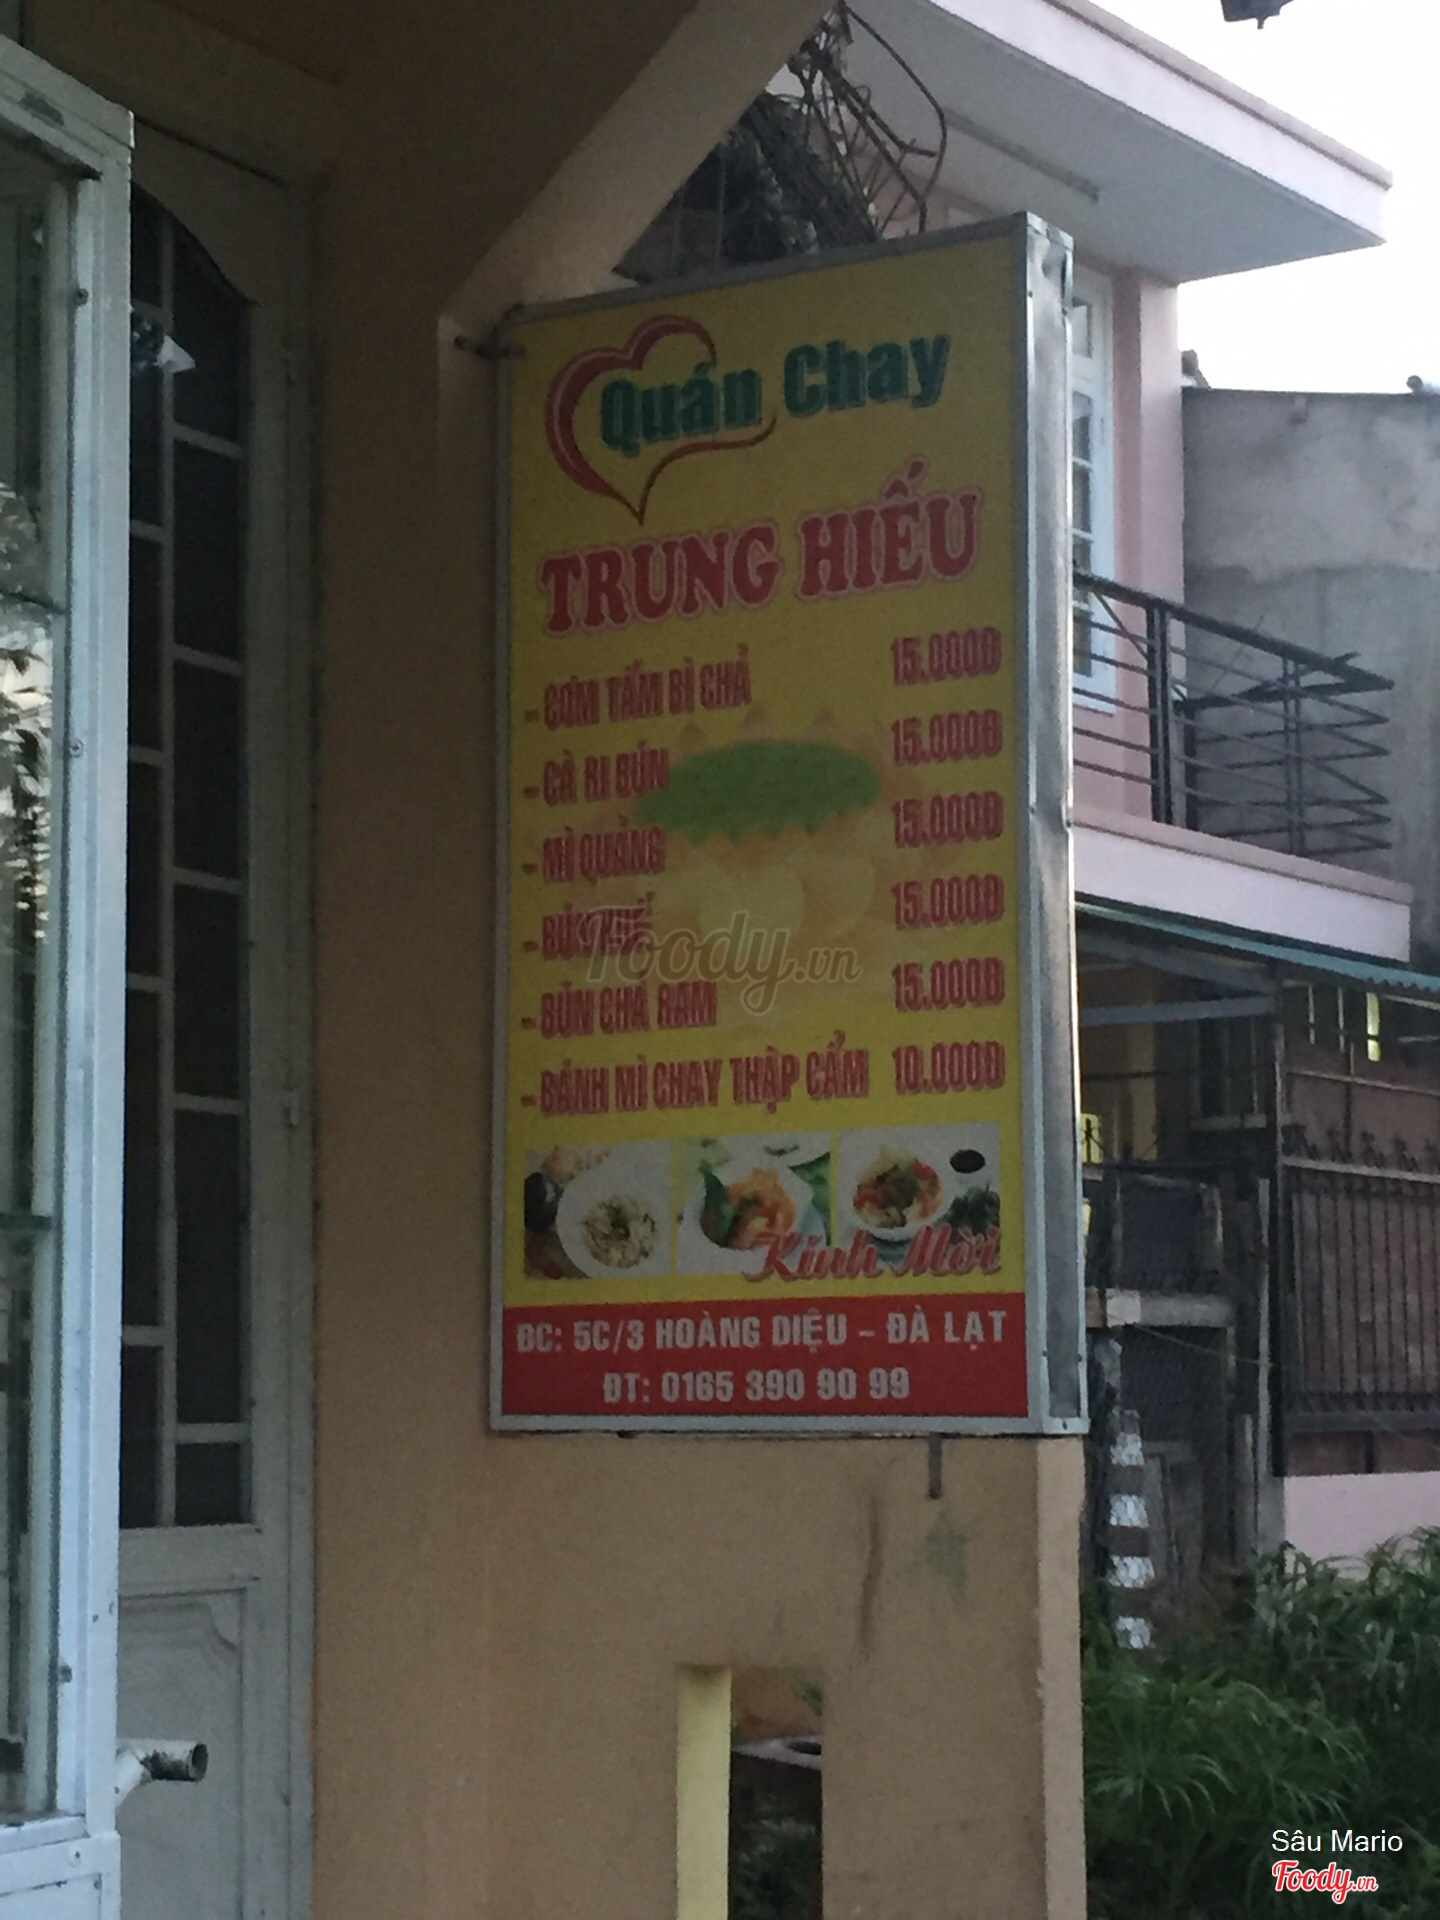 Quán Chay
TRUNG HIẾU
- CƠM TẤM BÌ CHẢ 15.000Đ
- CÀ RI BÚN 15.000Đ
- MÌ QUẢNG 15.000Đ
- BÚN HUẾ 15.000Đ
- BÚN CHẢ RAM 15.000Đ
- BÁNH MÌ CHAY THẬP CẨM 10.000Đ
Foody.vn
Kính Mời
ĐC: 5C/3 HOÀNG DIỆU - ĐÀ LẠT
ĐT: 0165 390 90 99
Sâu Mario
Foody.vn